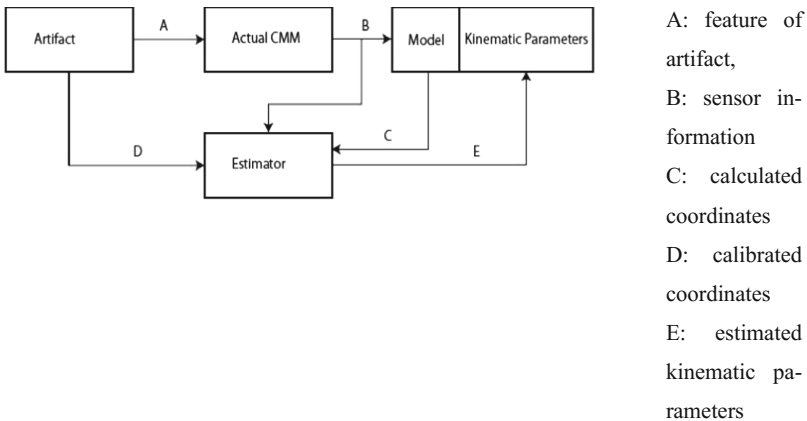 Artifact
A
Actual CMM
B
Model
Kinematic Parameters
D
Estimator
C
E
A: feature of
artifact,
B: sensor in-
formation
C: calculated
coordinates
D: calibrated
coordinates
E: estimated
kinematic pa-
rameters